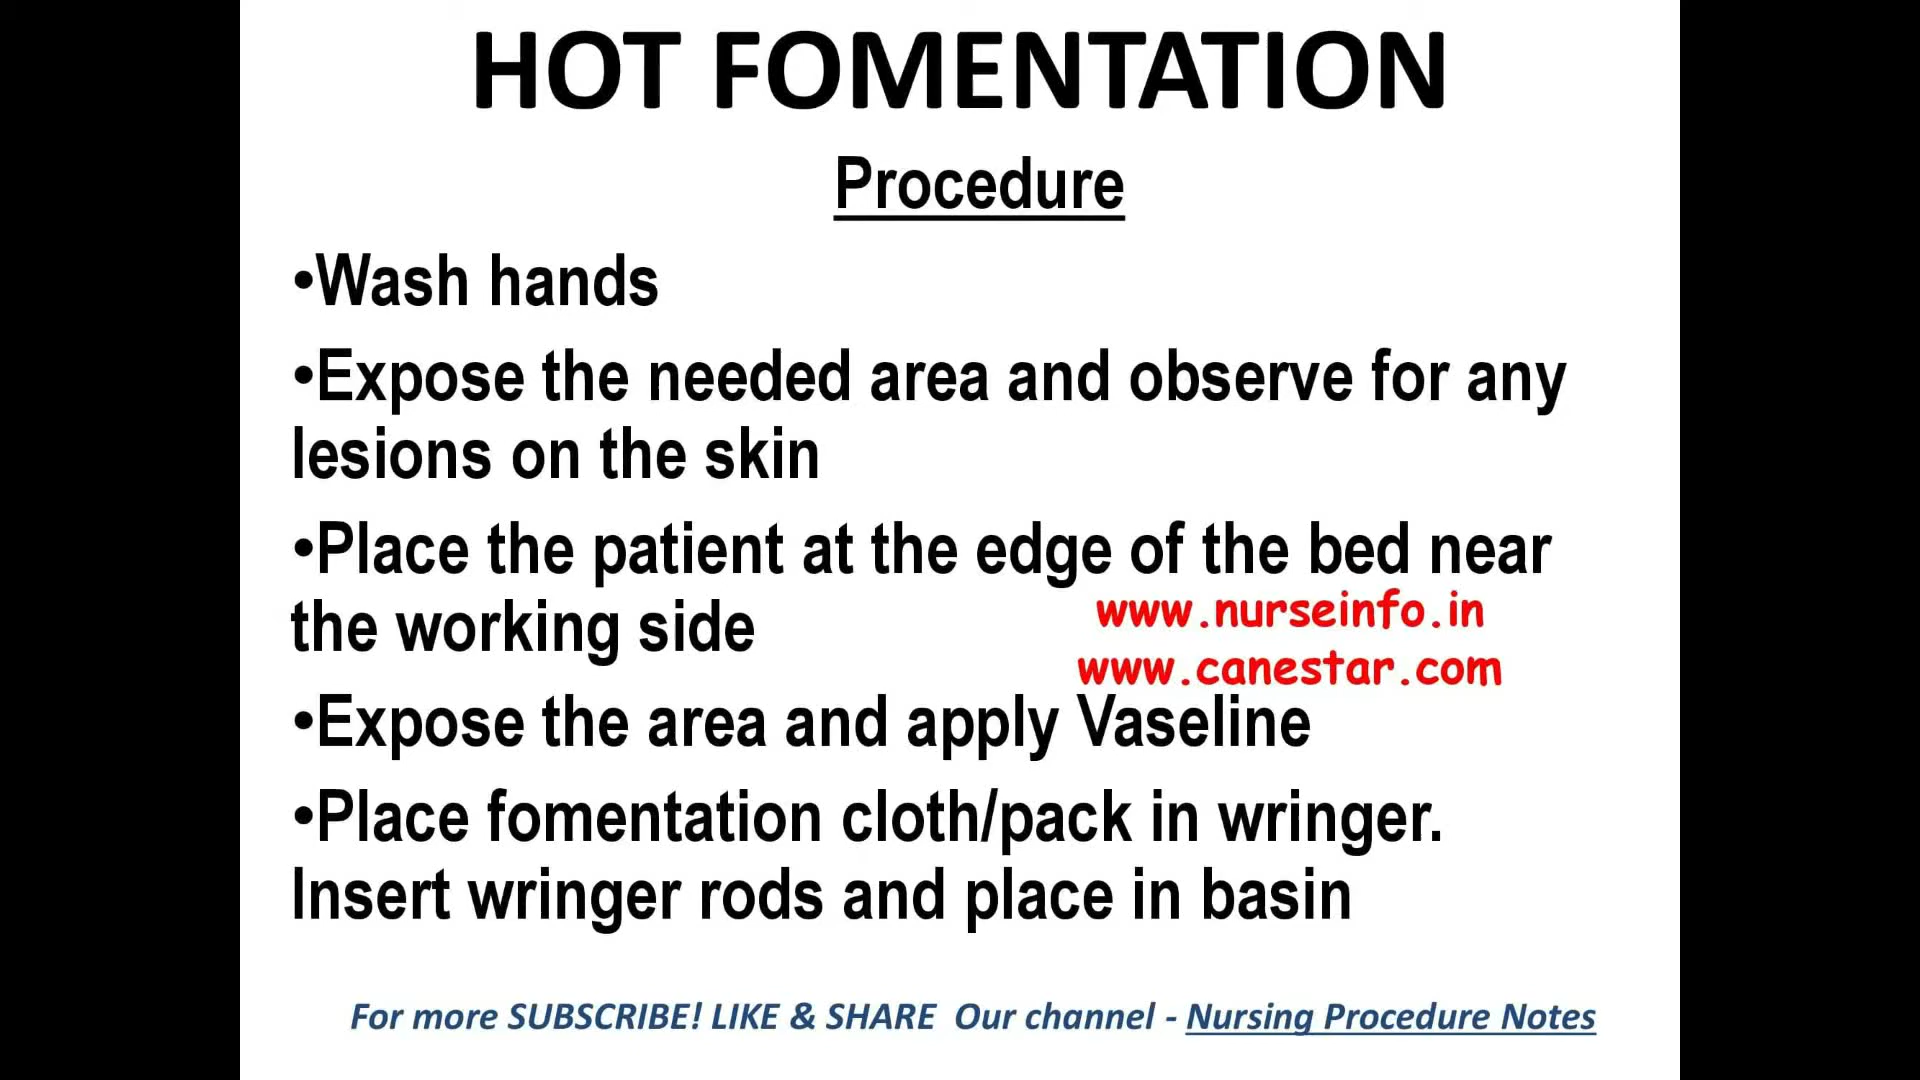 HOT FOMENTATION
Procedure
•Wash hands
•Expose the needed area and observe for any
lesions on the skin
•Place the patient at the edge of the bed near
the working side
www.nurseinfo.in
www.canestar.com
•Expose the area and apply Vaseline
•Place fomentation cloth/pack in wringer.
Insert wringer rods and place in basin
For more SUBSCRIBE! LIKE & SHARE Our channel - Nursing Procedure Notes